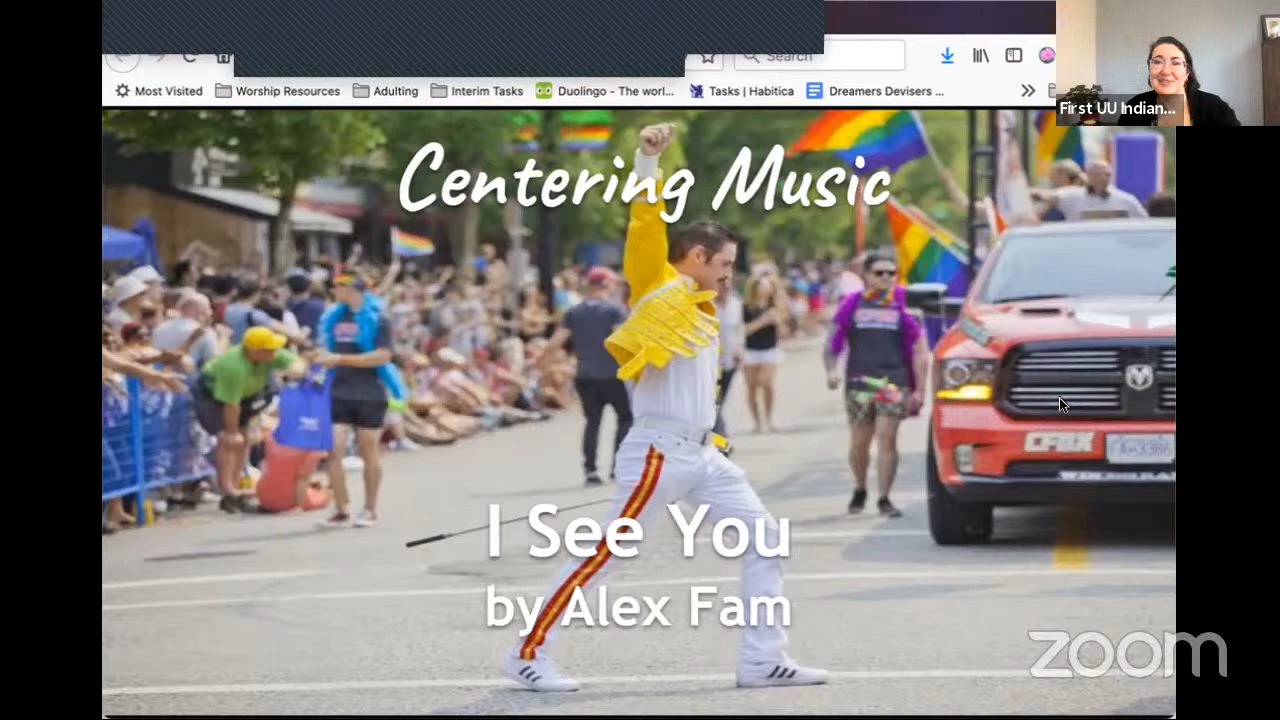 Search
Most Visited
Worship Resources
Adulting
Interim Tasks
Duolingo - The worl...
Tasks | Habitica
Dreamers Devisers ...
First UU Indian...
Centering Music
I See You
by Alex Fam
zoom